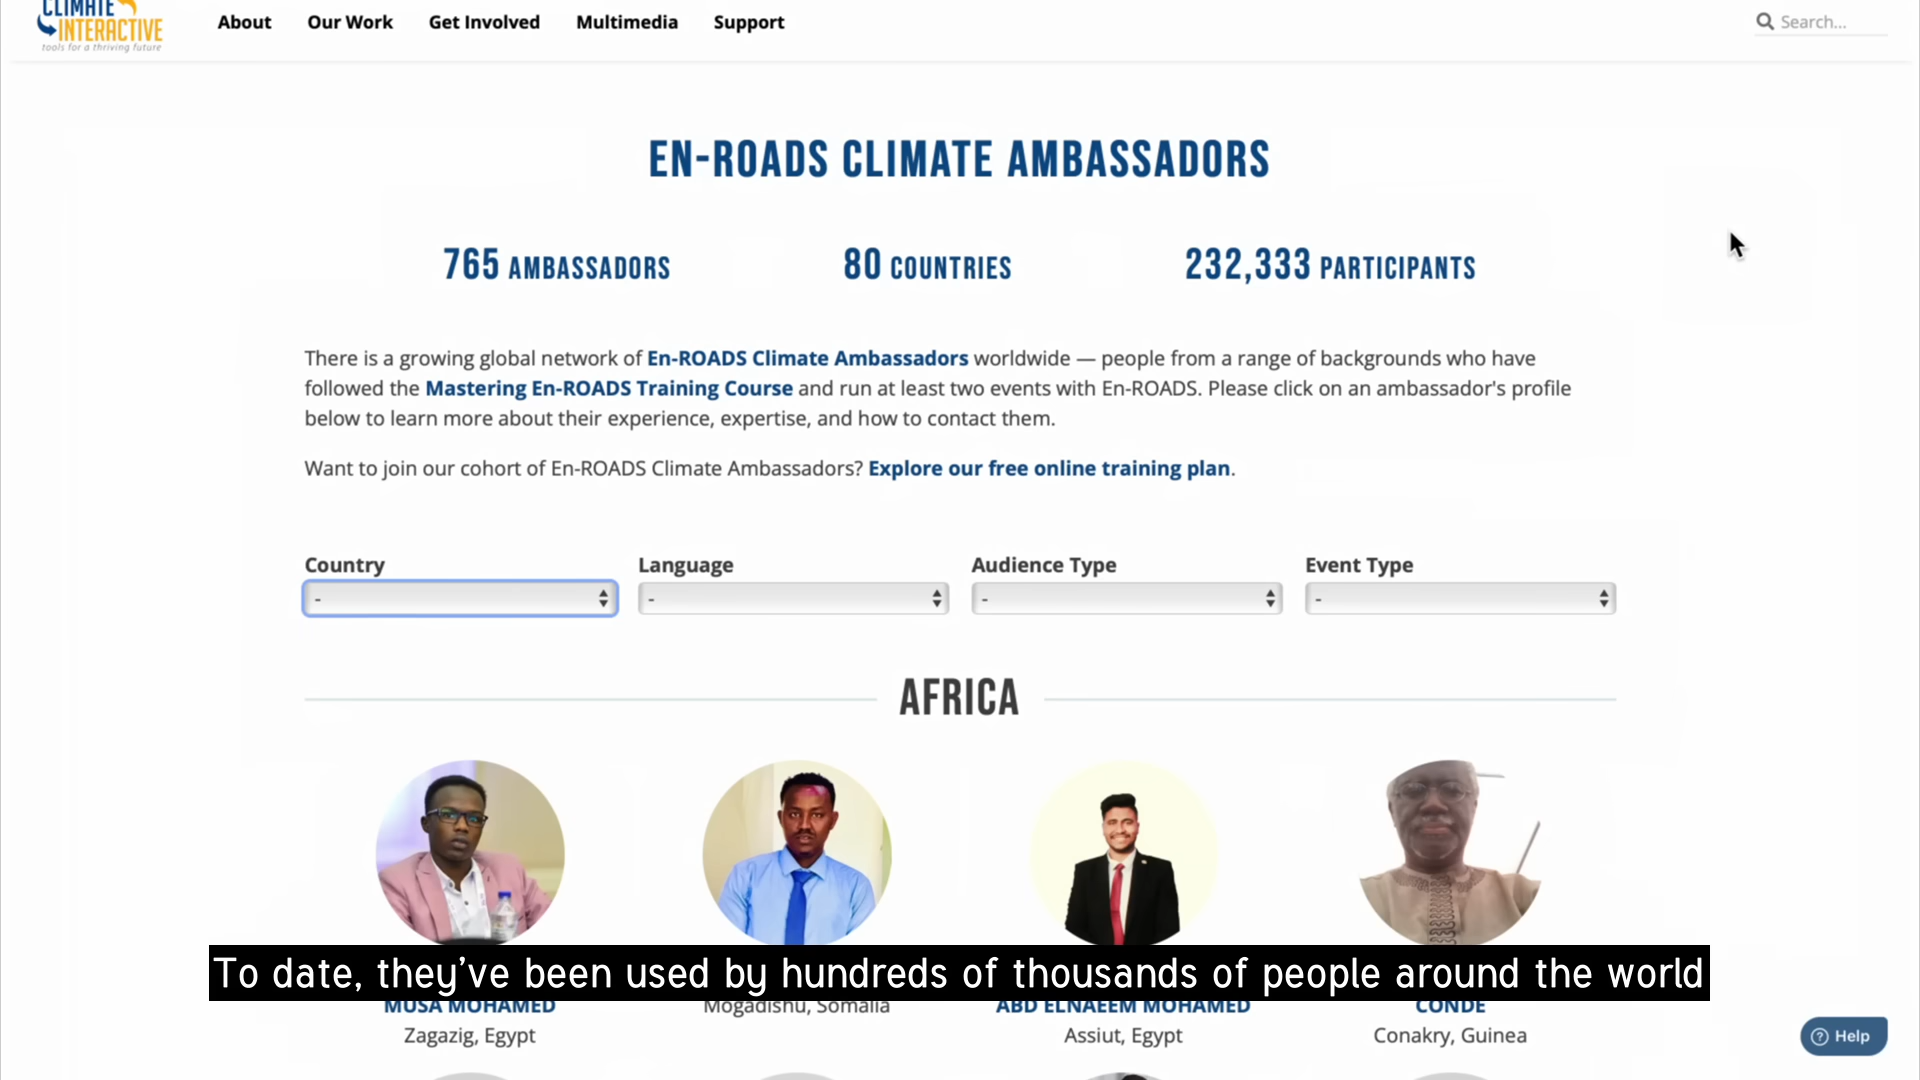 CLIMATE
INTERACTIVE
tools for a thriving future
About Our Work Get Involved Multimedia Support
Search...
EN-ROADS CLIMATE AMBASSADORS
765 AMBASSADORS 80 COUNTRIES 232,333 PARTICIPANTS
There is a growing global network of En-ROADS Climate Ambassadors worldwide — people from a range of backgrounds who have
followed the Mastering En-ROADS Training Course and run at least two events with En-ROADS. Please click on an ambassador's profile
below to learn more about their experience, expertise, and how to contact them.
Want to join our cohort of En-ROADS Climate Ambassadors? Explore our free online training plan.
Country Language Audience Type Event Type
- - - -
AFRICA
To date, they've been used by hundreds of thousands of people around the world
MUSA MOHAMED Mogadishu, Somalia ABD ELNAEEM MOHAMED CONDE
Zagazig, Egypt Assiut, Egypt Conakry, Guinea
Help